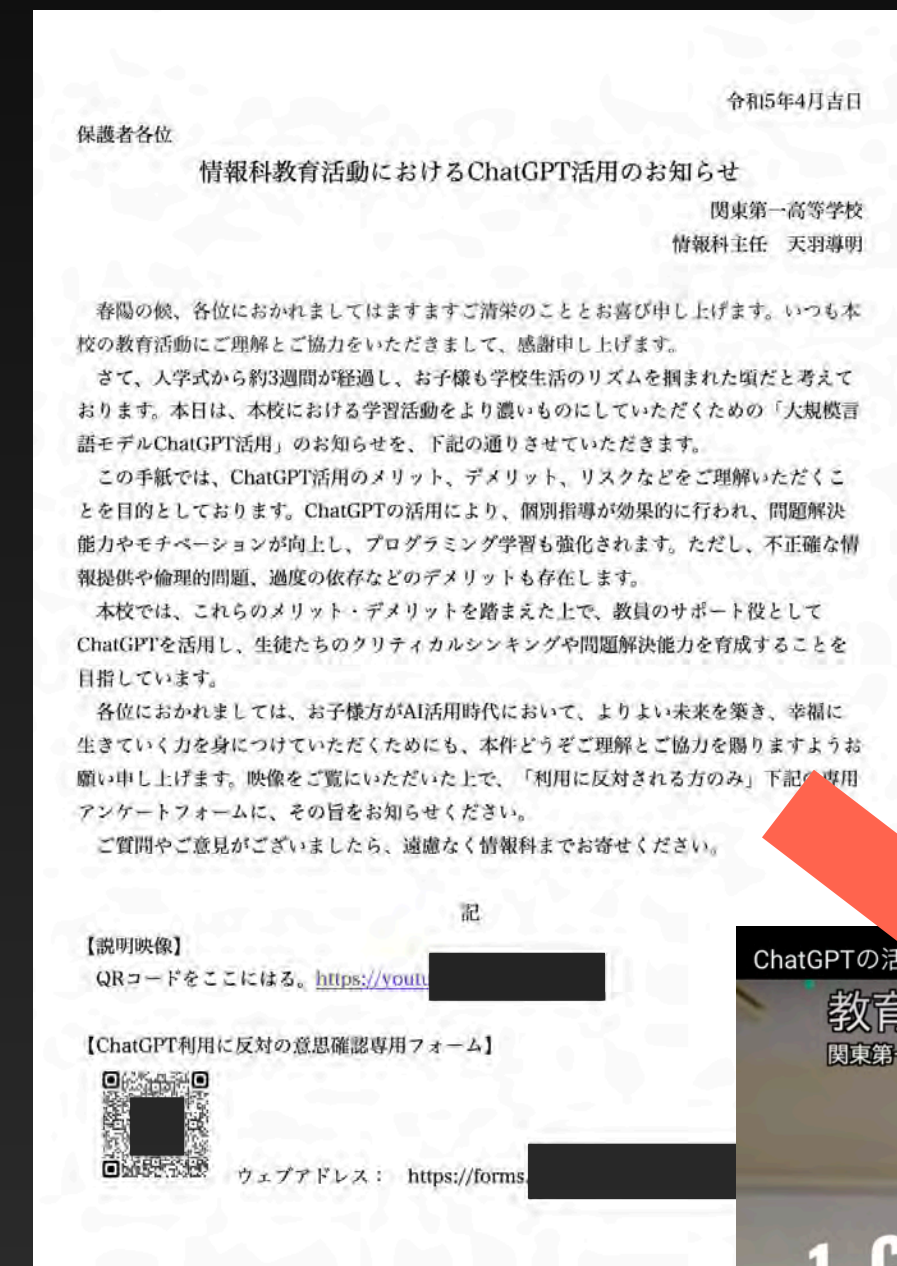 令和5年4月吉日
保護者各位
情報科教育活動におけるChatGPT活用のお知らせ
関東第一高等学校
情報科主任　天羽導明
春陽の候、各位におかれましてはますますご清栄のこととお喜び申し上げます。いつも本
校の教育活動にご理解とご協力をいただきまして、感謝申し上げます。
さて、入学式から約3週間が経過し、お子様も学校生活のリズムを掴まれた頃だと考えて
おります。本日は、本校における学習活動をより濃いものにしていただくための「大規模言
語モデルChatGPT活用」のお知らせを、下記の通りさせていただきます。
この手紙では、ChatGPT活用のメリット、デメリット、リスクなどをご理解いただくこ
とを目的としております。ChatGPTの活用により、個別指導が効果的に行われ、問題解決
能力やモチベーションが向上し、プログラミング学習も強化されます。ただし、不正確な情
報提供や倫理的問題、過度の依存などのデメリットも存在します。
本校では、これらのメリット・デメリットを踏まえた上で、教員のサポート役として
ChatGPTを活用し、生徒たちのクリティカルシンキングや問題解決能力を育成することを
目指しています。
各位におかれましては、お子様方がAI活用時代において、よりよい未来を築き、幸福に
生きていく力を身につけていただくためにも、本件どうぞご理解とご協力を賜りますようお
願い申し上げます。映像をご覧にいただいた上で、「利用に反対される方のみ」下記の専用
アンケートフォームに、その旨をお知らせください。
ご質問やご意見がございましたら、遠慮なく情報科までお寄せください。
記
【説明映像】
QRコードをここにはる。https://youtu
【ChatGPT利用に反対の意思確認専用フォーム】
ウェブアドレス： https://forms.
ChatGPTの活
教育
関東第一
1